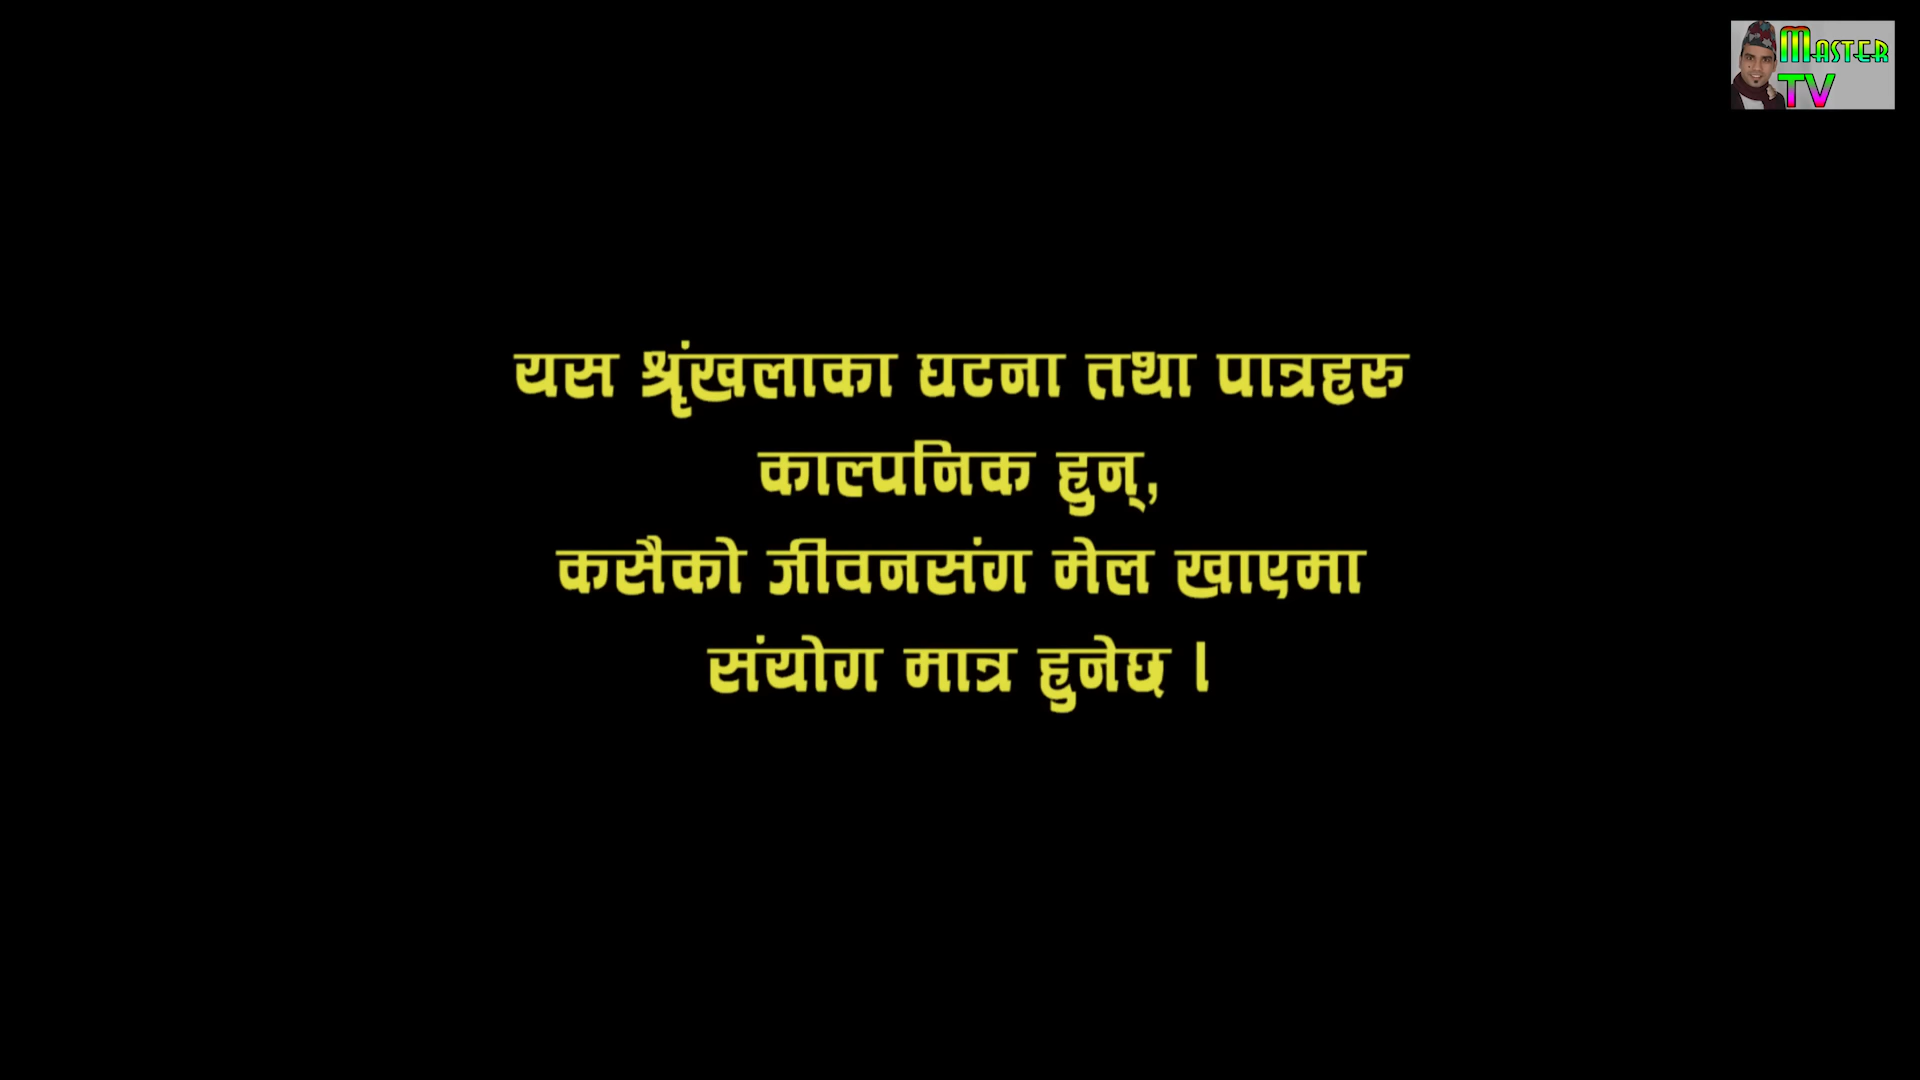 Master
TV
यस श्रृंखलाका घटना तथा पात्रहरु
काल्पनिक हुन्,
कसैको जीवनसंग मेल खाएमा
संयोग मात्र हुनेछ ।